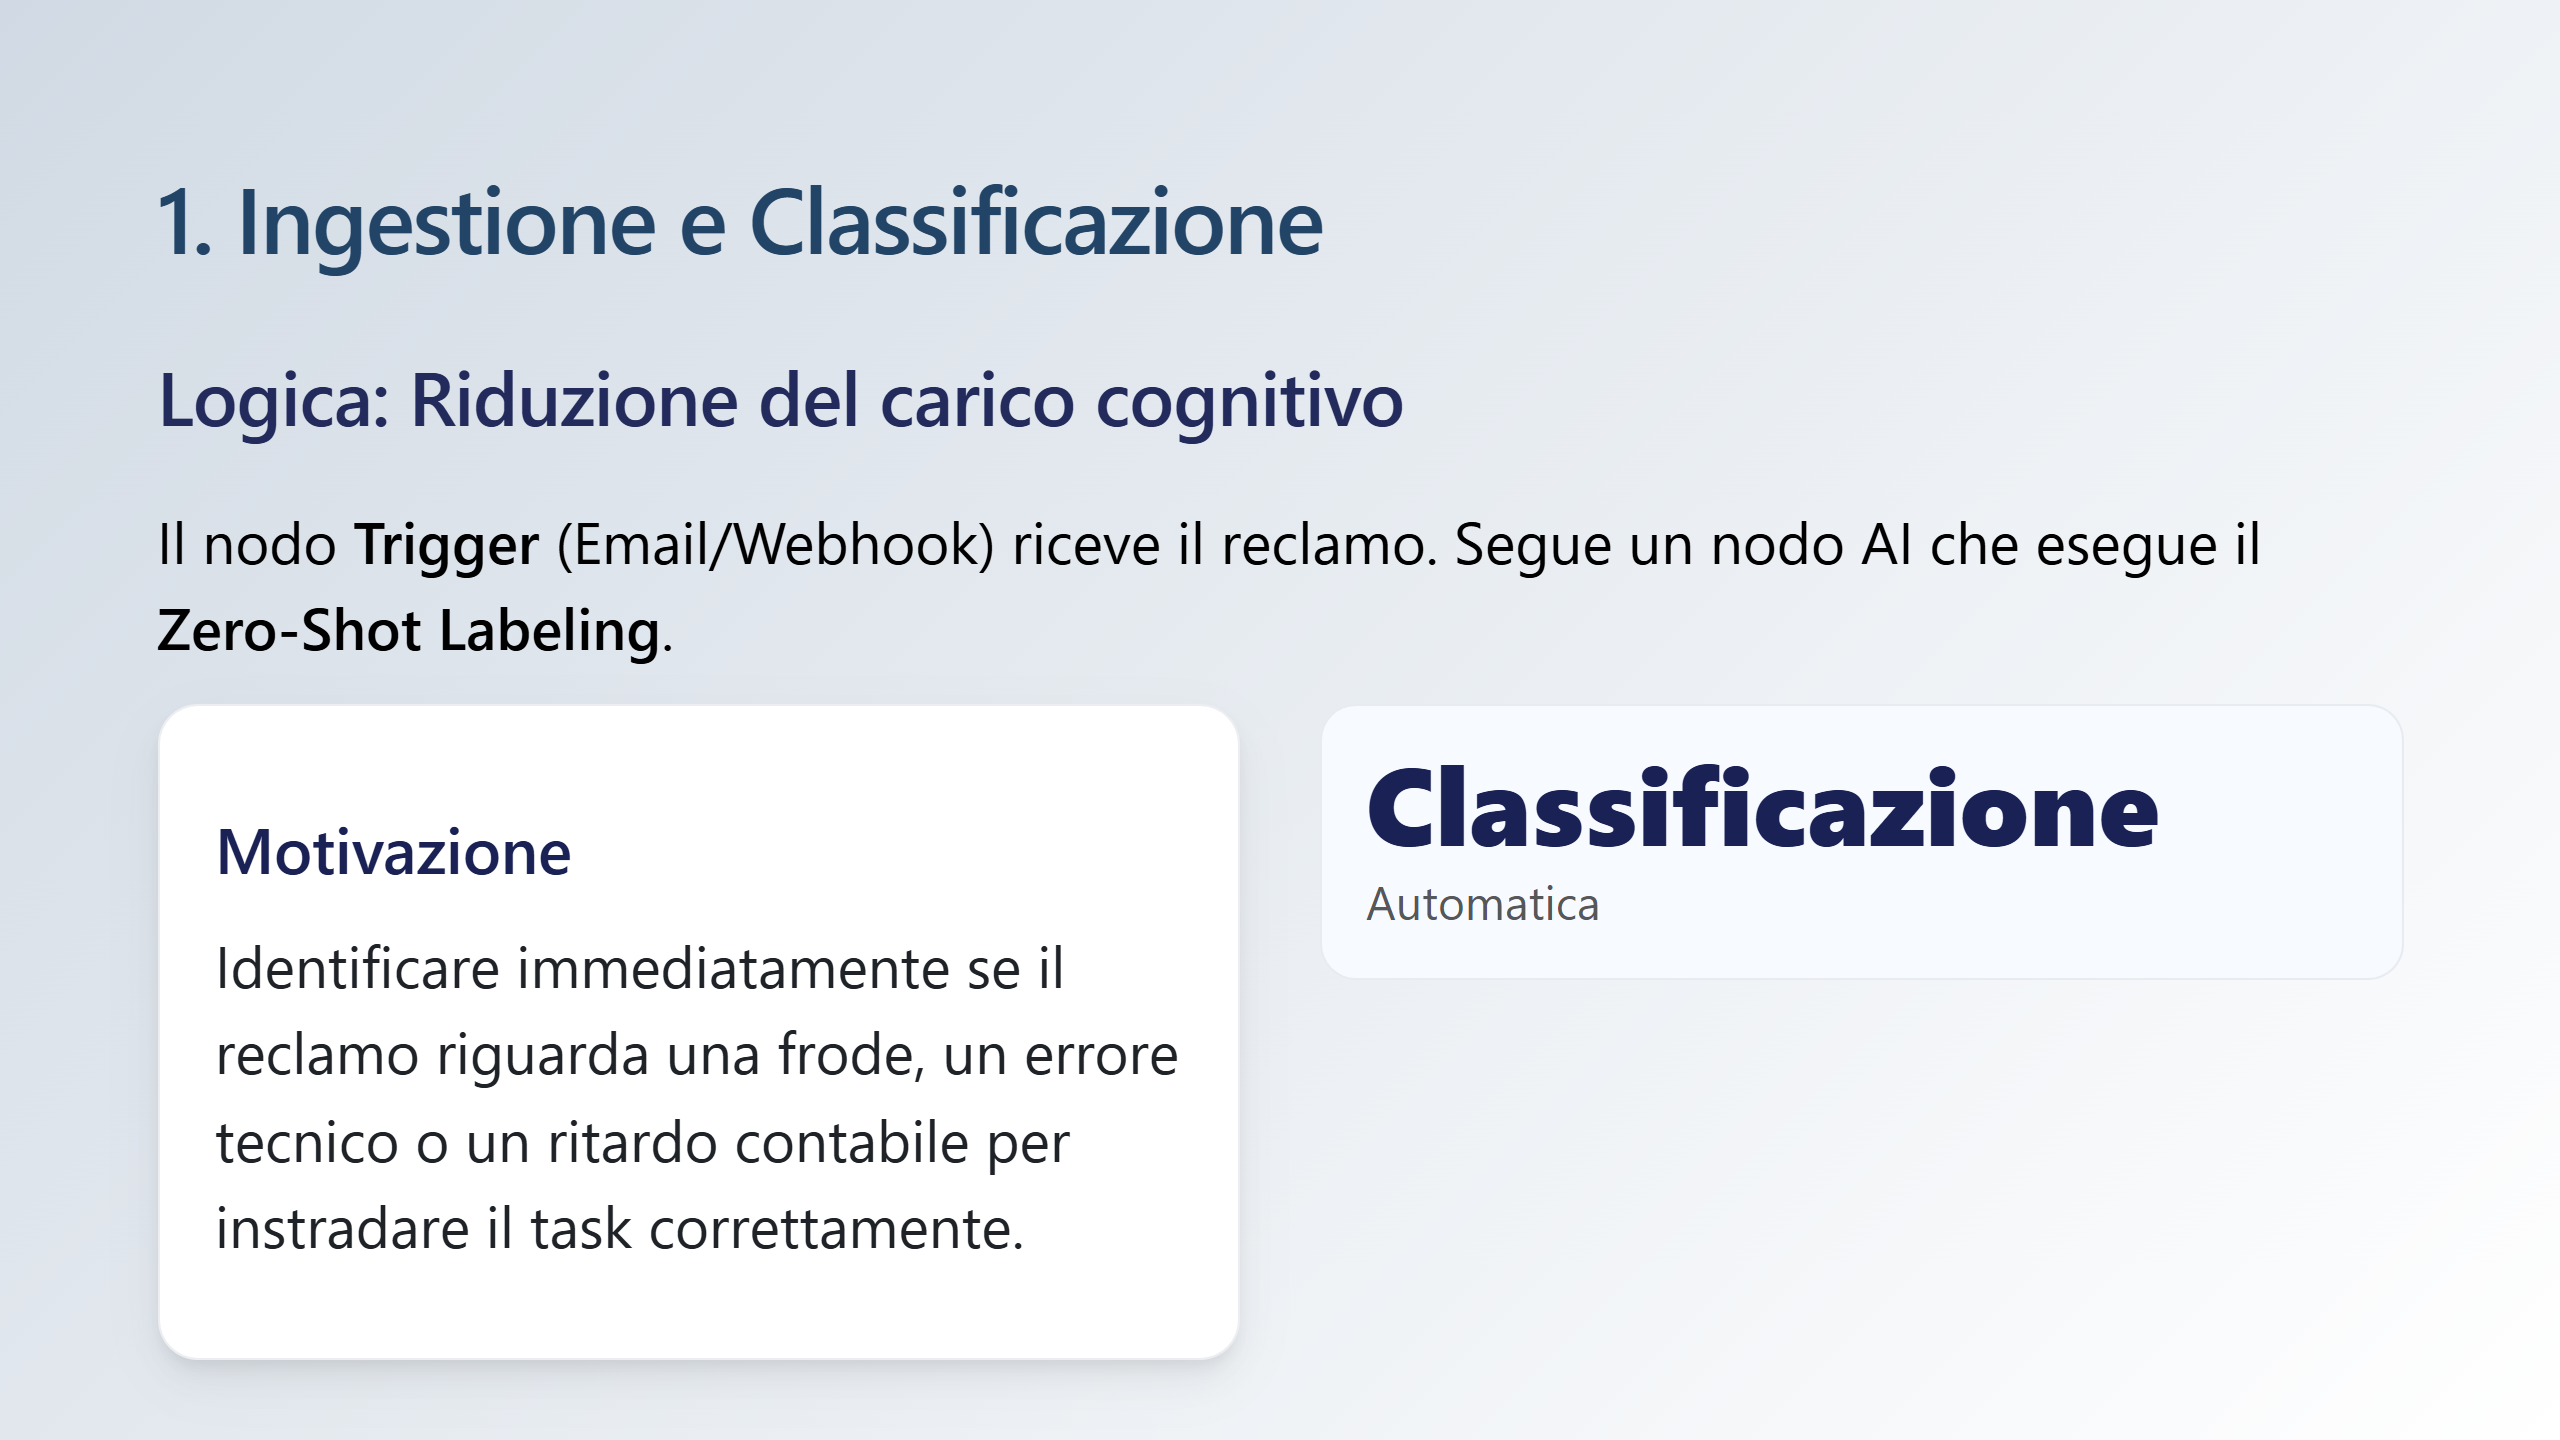 1. Ingestione e Classificazione
Logica: Riduzione del carico cognitivo
Il nodo Trigger (Email/Webhook) riceve il reclamo. Segue un nodo AI che esegue il
Zero-Shot Labeling.
Motivazione
Identificare immediatamente se il
reclamo riguarda una frode, un errore
tecnico o un ritardo contabile per
instradare il task correttamente.
Classificazione
Automatica